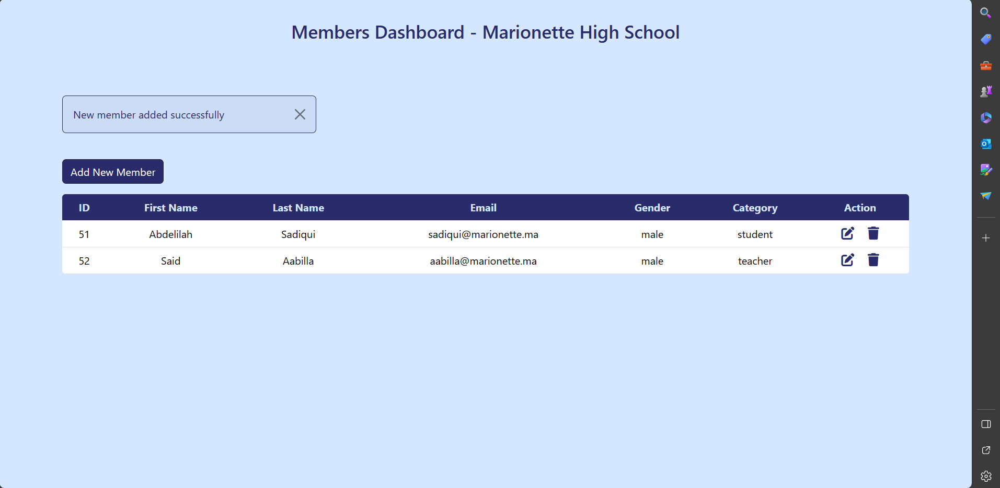 Members Dashboard - Marionette High School
New member added successfully
Add New Member
ID First Name Last Name Email Gender Category Action
51 Abdelilah Sadiqui sadiqui@marionette.ma male student
52 Said Aabilla aabilla@marionette.ma male teacher